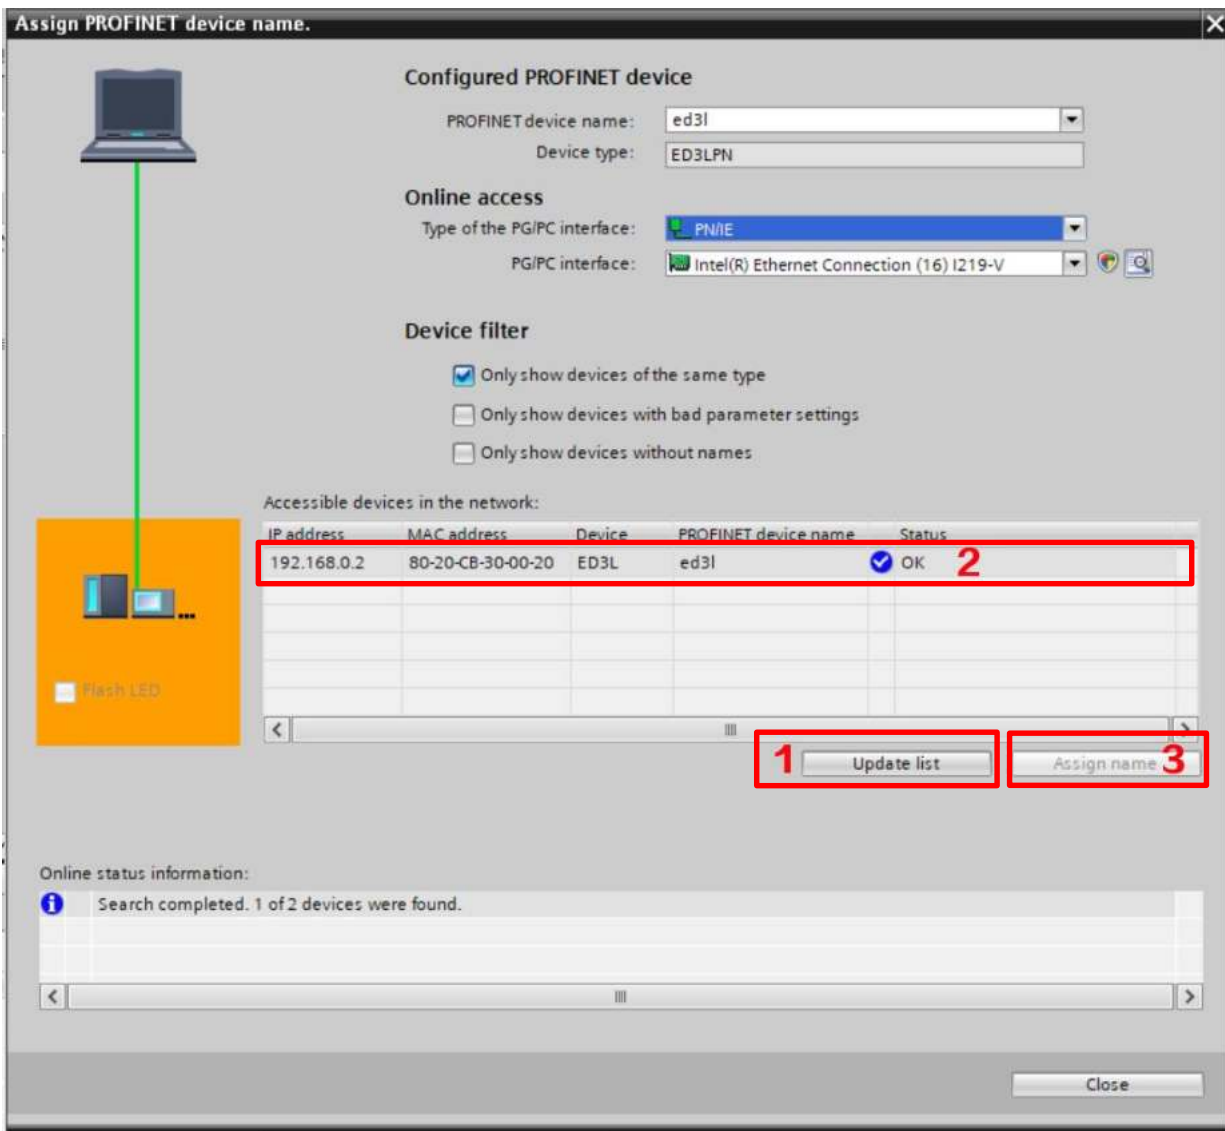 Assign PROFINET device name.
Configured PROFINET device
PROFINET device name: ed3l
Device type: ED3LPN
Online access
Type of the PG/PC interface: PN/IE
PG/PC interface: Intel(R) Ethernet Connection (16) I219-V
Device filter
Only show devices of the same type
Only show devices with bad parameter settings
Only show devices without names
Accessible devices in the network:
IP address MAC address Device PROFINET device name Status
192.168.0.2 80-20-CB-30-00-20 ED3L ed3l OK 2
Flash LED
1 Update list Assign name 3
Online status information:
Search completed. 1 of 2 devices were found.
Close